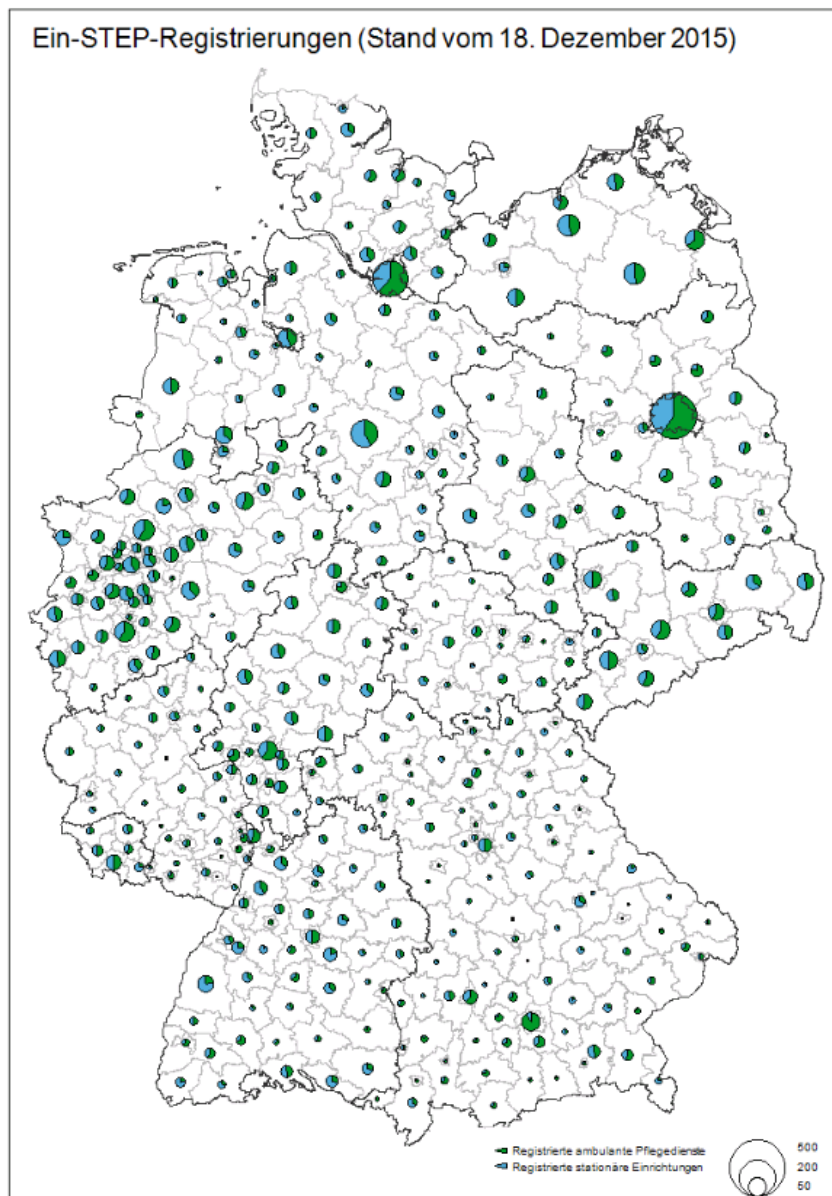 Ein-STEP-Registrierungen (Stand vom 18. Dezember 2015)
Registrierte ambulante Pflegedienste
Registrierte stationäre Einrichtungen
500
200
50